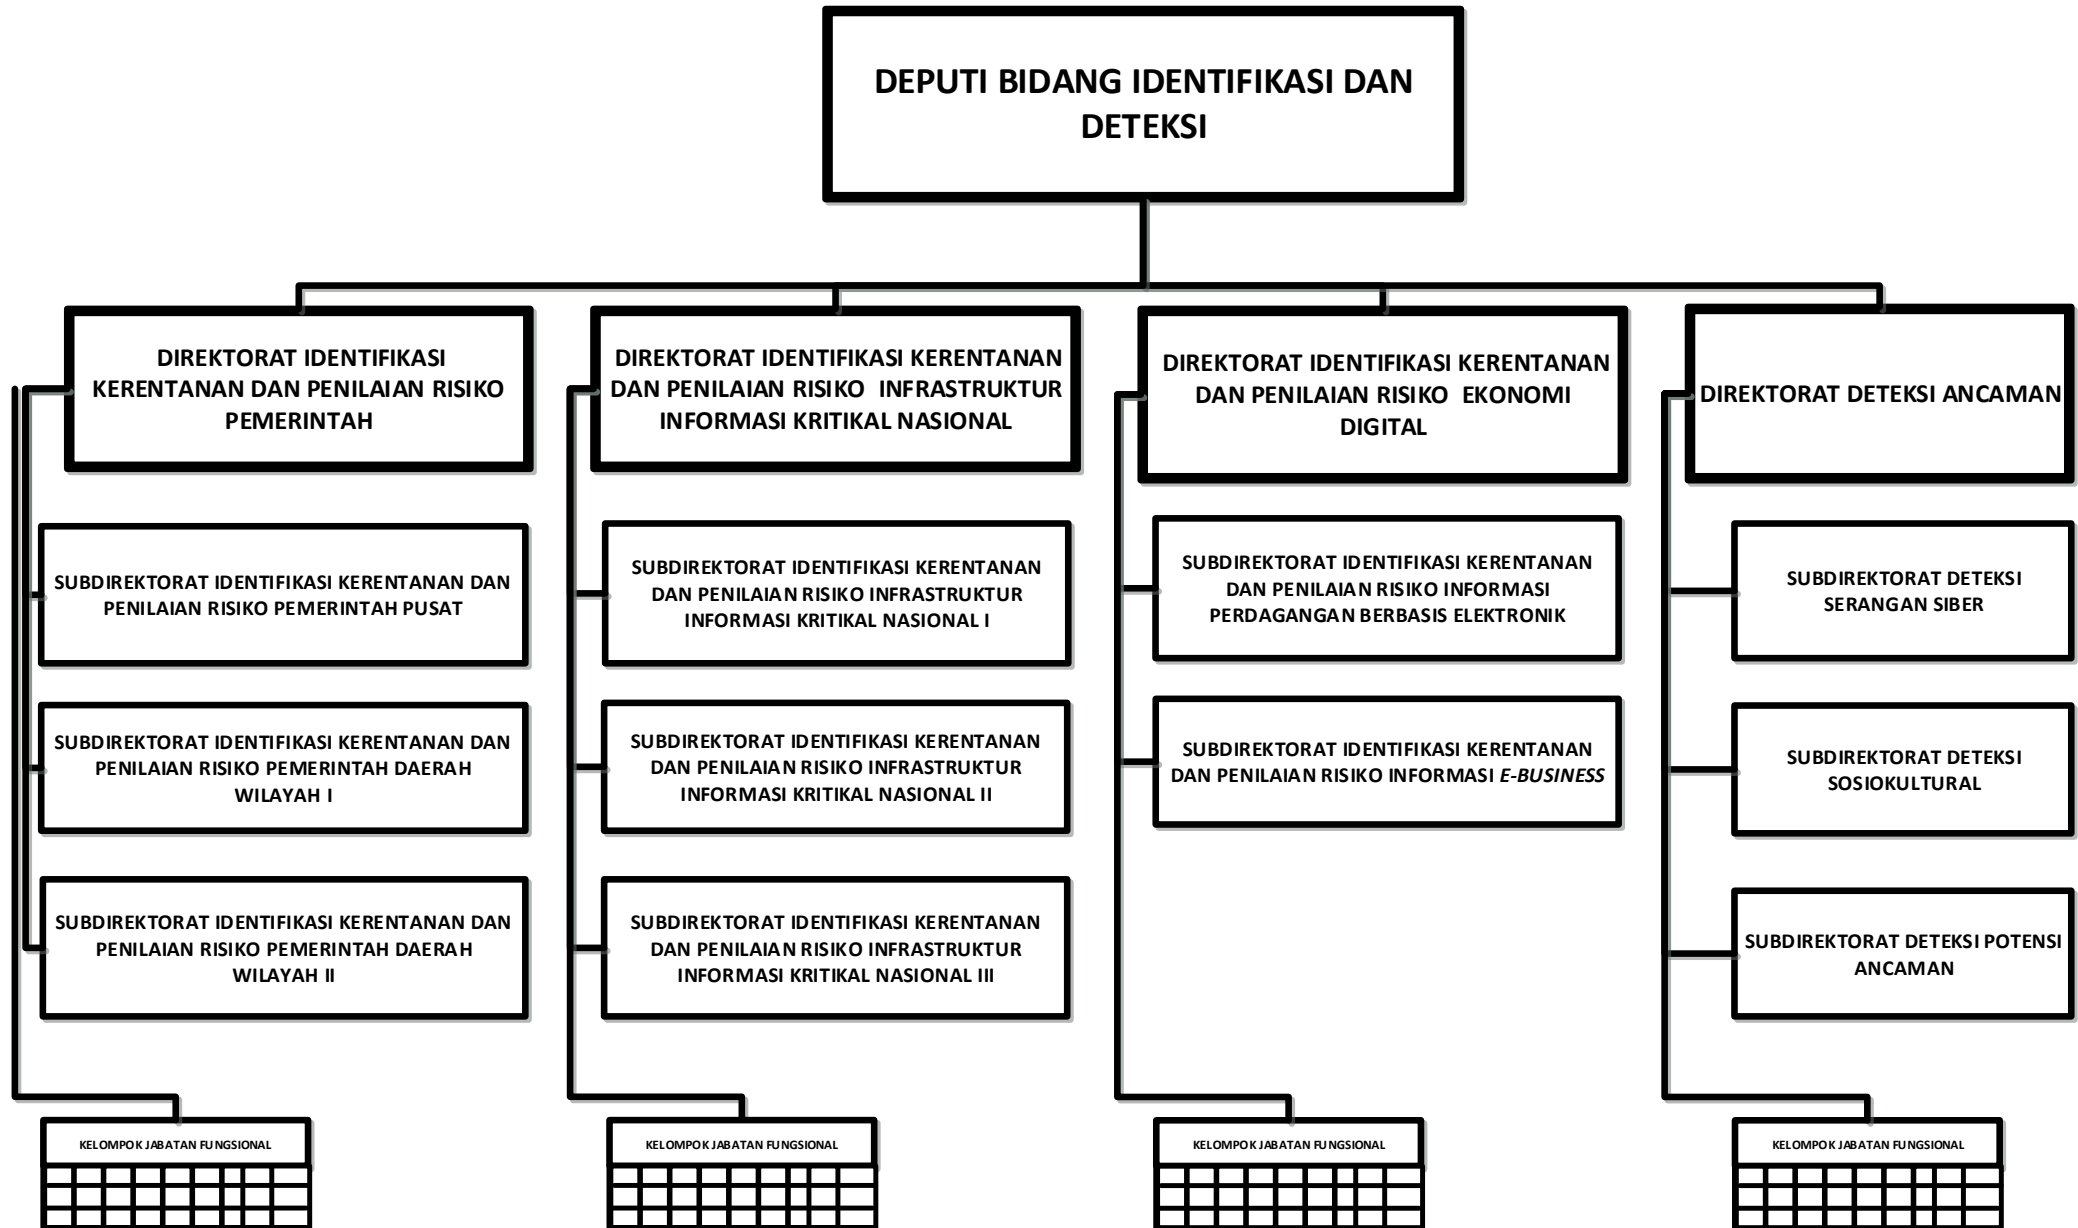 DEPUTI BIDANG IDENTIFIKASI DAN
DETEKSI
DIREKTORAT IDENTIFIKASI
KERENTANAN DAN PENILAIAN RISIKO
PEMERINTAH
DIREKTORAT IDENTIFIKASI KERENTANAN
DAN PENILAIAN RISIKO INFRASTRUKTUR
INFORMASI KRITIKAL NASIONAL
DIREKTORAT IDENTIFIKASI KERENTANAN
DAN PENILAIAN RISIKO EKONOMI
DIGITAL
DIREKTORAT DETEKSI ANCAMAN
SUBDIREKTORAT IDENTIFIKASI KERENTANAN DAN
PENILAIAN RISIKO PEMERINTAH PUSAT
SUBDIREKTORAT IDENTIFIKASI KERENTANAN
DAN PENILAIAN RISIKO INFRASTRUKTUR
INFORMASI KRITIKAL NASIONAL I
SUBDIREKTORAT IDENTIFIKASI KERENTANAN
DAN PENILAIAN RISIKO INFORMASI
PERDAGANGAN BERBASIS ELEKTRONIK
SUBDIREKTORAT DETEKSI
SERANGAN SIBER
SUBDIREKTORAT IDENTIFIKASI KERENTANAN DAN
PENILAIAN RISIKO PEMERINTAH DAERAH
WILAYAH I
SUBDIREKTORAT IDENTIFIKASI KERENTANAN
DAN PENILAIAN RISIKO INFRASTRUKTUR
INFORMASI KRITIKAL NASIONAL II
SUBDIREKTORAT IDENTIFIKASI KERENTANAN
DAN PENILAIAN RISIKO INFORMASI E-BUSINESS
SUBDIREKTORAT DETEKSI
SOSIOKULTURAL
SUBDIREKTORAT IDENTIFIKASI KERENTANAN DAN
PENILAIAN RISIKO PEMERINTAH DAERAH
WILAYAH II
SUBDIREKTORAT IDENTIFIKASI KERENTANAN
DAN PENILAIAN RISIKO INFRASTRUKTUR
INFORMASI KRITIKAL NASIONAL III
SUBDIREKTORAT DETEKSI POTENSI
ANCAMAN
KELOMPOK JABATAN FUNGSIONAL
KELOMPOK JABATAN FUNGSIONAL
KELOMPOK JABATAN FUNGSIONAL
KELOMPOK JABATAN FUNGSIONAL